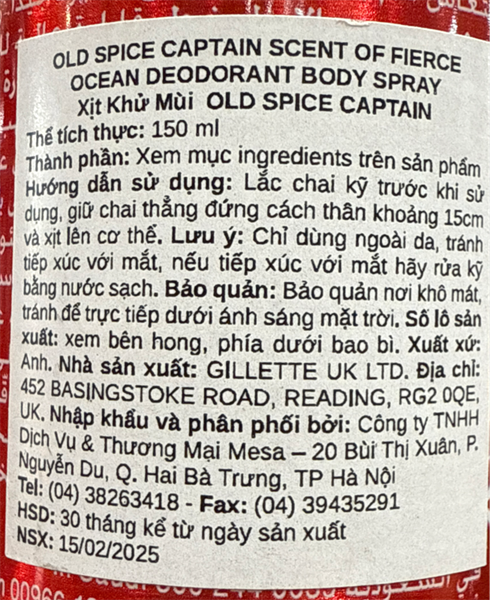 OLD SPICE CAPTAIN SCENT OF FIERCE
OCEAN DEODORANT BODY SPRAY
Xịt Khử Mùi OLD SPICE CAPTAIN
Thể tích thực: 150 ml
Thành phần: Xem mục ingredients trên sản phẩm
Hướng dẫn sử dụng: Lắc chai kỹ trước khi sử
dụng, giữ chai thẳng đứng cách thân khoảng 15cm
và xịt lên cơ thể. Lưu ý: Chỉ dùng ngoài da, tránh
tiếp xúc với mắt, nếu tiếp xúc với mắt hãy rửa kỹ
bằng nước sạch. Bảo quản: Bảo quản nơi khô mát,
tránh để trực tiếp dưới ánh sáng mặt trời. Số lô sản
xuất: xem bên hong, phía dưới bao bì. Xuất xứ:
Anh. Nhà sản xuất: GILLETTE UK LTD. Địa chỉ:
452 BASINGSTOKE ROAD, READING, RG2 0QE,
UK. Nhập khẩu và phân phối bởi: Công ty TNHH
Dịch Vụ & Thương Mại Mesa – 20 Bùi Thị Xuân, P.
Nguyễn Du, Q. Hai Bà Trưng, TP Hà Nội
Tel: (04) 38263418 - Fax: (04) 39435291
HSD: 30 tháng kể từ ngày sản xuất
NSX: 15/02/2025